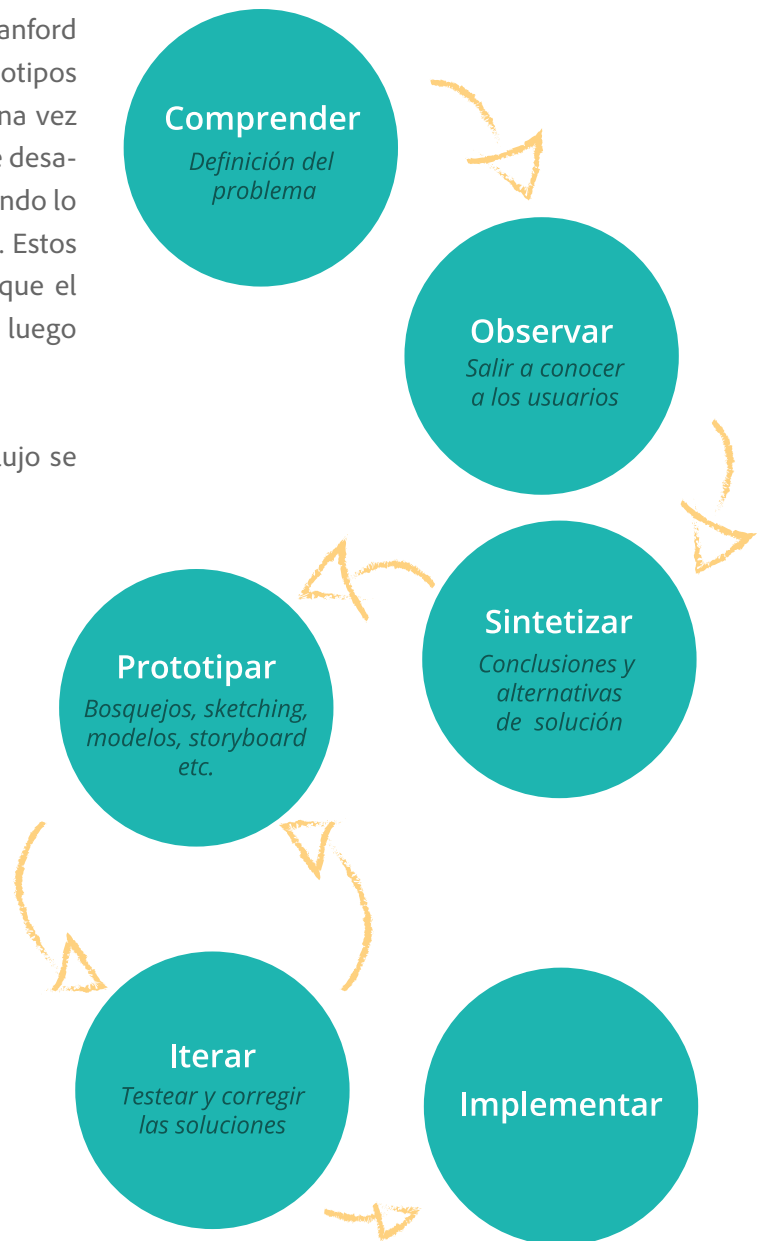 anford
otipos
na vez
e desa-
ndo lo
. Estos
que el
luego
lujo se
Comprender
Definición del
problema
Observar
Salir a conocer
a los usuarios
Sintetizar
Conclusiones y
alternativas
de solución
Prototipar
Bosquejos, sketching,
modelos, storyboard
etc.
Iterar
Testear y corregir
las soluciones
Implementar